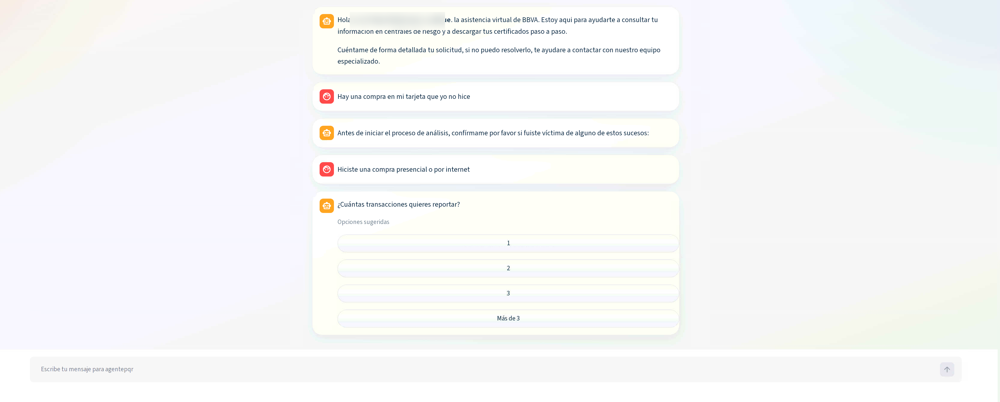 Hola ue. la asistencia virtual de BBVA. Estoy aqui para ayudarte a consultar tu
información en centrales de riesgo y a descargar tus certificados paso a paso.
Cuéntame de forma detallada tu solicitud, si no puedo resolverlo, te ayudare a contactar con nuestro equipo
especializado.
Hay una compra en mi tarjeta que yo no hice
Antes de iniciar el proceso de análisis, confírmame por favor si fuiste víctima de alguno de estos sucesos:
Hiciste una compra presencial o por internet
¿Cuántas transacciones quieres reportar?
Opciones sugeridas
1
2
3
Más de 3
Escribe tu mensaje para agentepqr